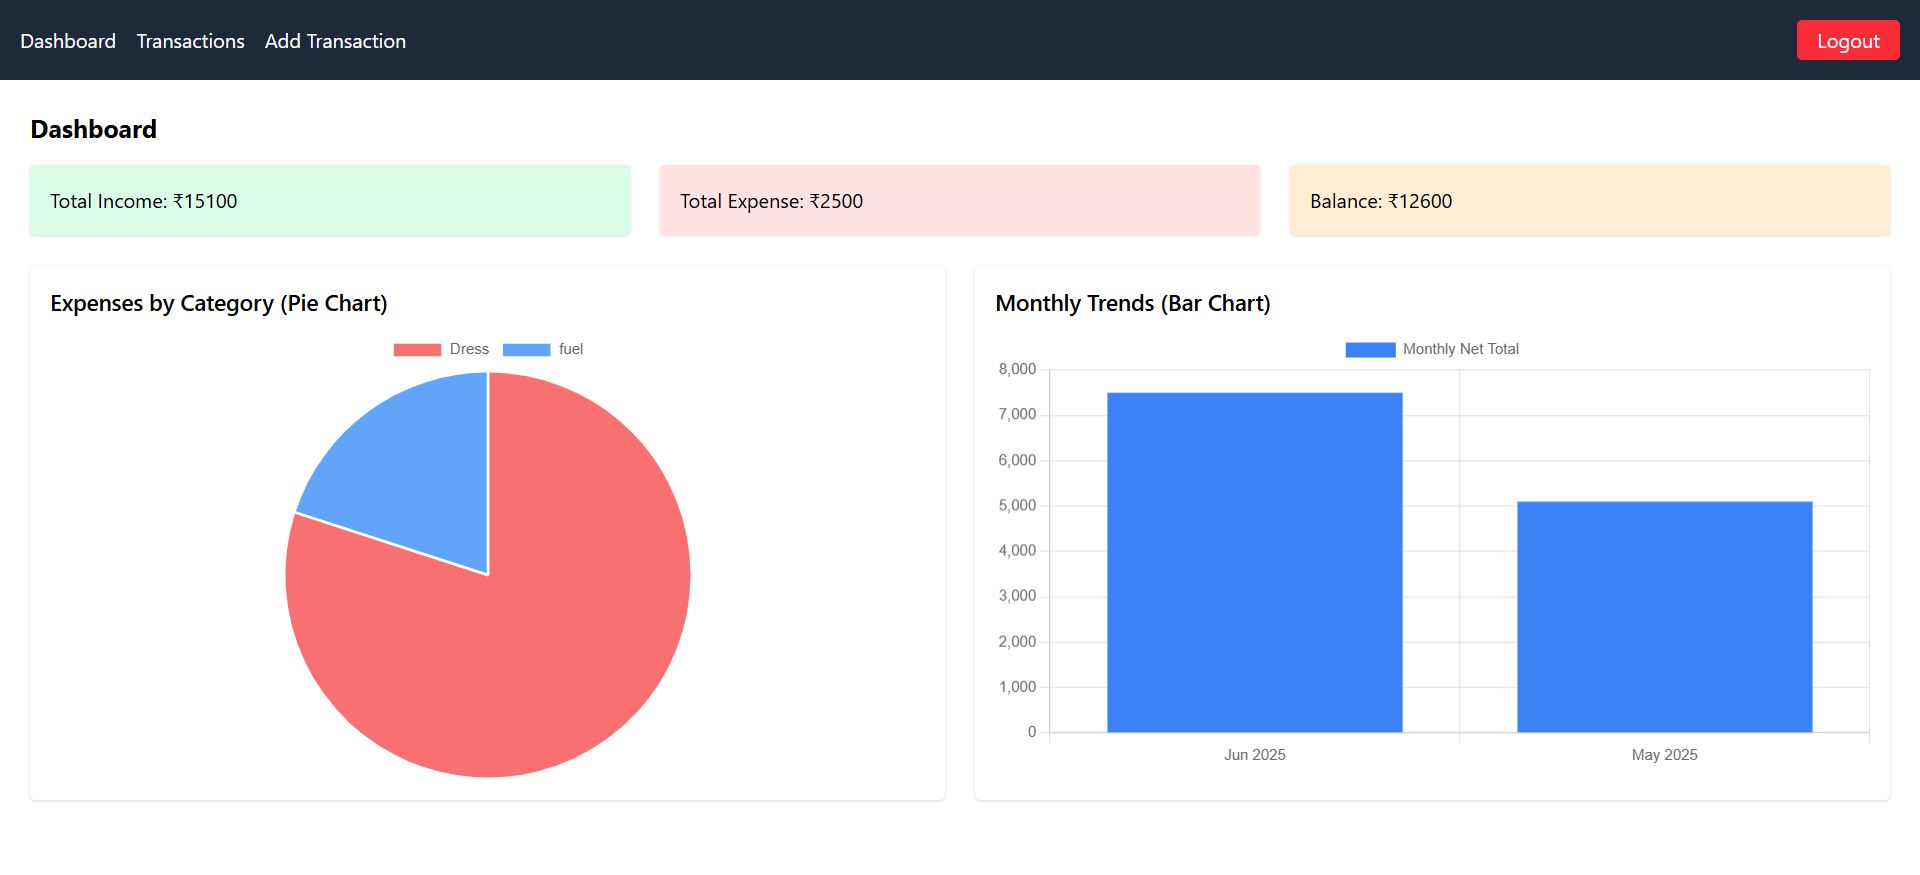 Dashboard Transactions Add Transaction Logout
Dashboard
Total Income: ₹15100
Total Expense: ₹2500
Balance: ₹12600
Expenses by Category (Pie Chart)
Dress fuel
Monthly Trends (Bar Chart)
Monthly Net Total
8,000
7,000
6,000
5,000
4,000
3,000
2,000
1,000
0
Jun 2025 May 2025